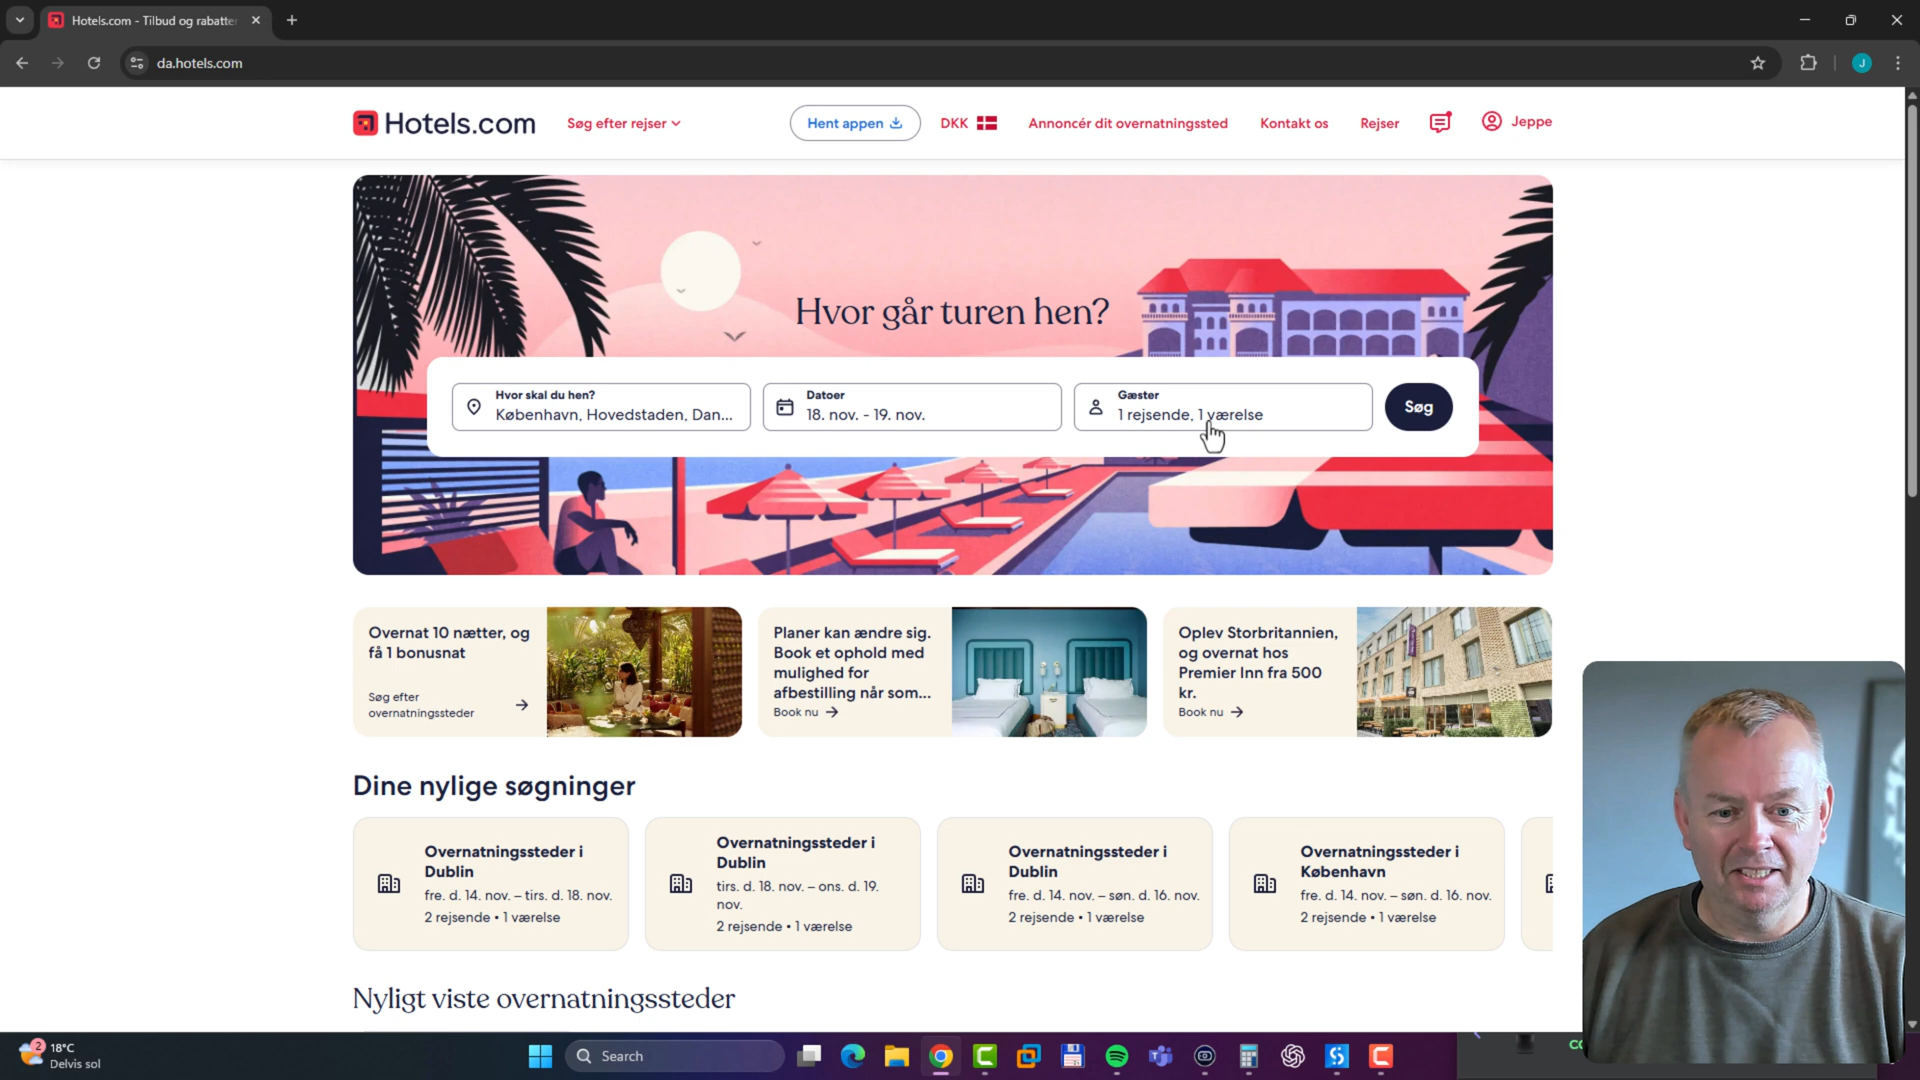 Hotels.com - Tilbud og rabatter
da.hotels.com
J
Hotels.com
Søg efter rejser
Hent appen
DKK
Annoncér dit overnatningssted
Kontakt os
Rejser
Jeppe
Hvor går turen hen?
Hvor skal du hen?
København, Hovedstaden, Dan...
Datoer
18. nov. - 19. nov.
Gæster
1 rejsende, 1 værelse
Søg
Overnat 10 nætter, og
få 1 bonusnat
Søg efter
overnatningssteder
Planer kan ændre sig.
Book et ophold med
mulighed for
afbestilling når som...
Book nu
Oplev Storbritannien,
og overnat hos
Premier Inn fra 500
kr.
Book nu
Dine nylige søgninger
Overnatningssteder i
Dublin
fre. d. 14. nov. – tirs. d. 18. nov.
2 rejsende • 1 værelse
Overnatningssteder i
Dublin
tirs. d. 18. nov. – ons. d. 19.
nov.
2 rejsende • 1 værelse
Overnatningssteder i
Dublin
fre. d. 14. nov. – søn. d. 16. nov.
2 rejsende • 1 værelse
Overnatningssteder i
København
fre. d. 14. nov. – søn. d. 16. nov.
2 rejsende • 1 værelse
Nyligt viste overnatningssteder
2
18°C
Delvis sol
Search